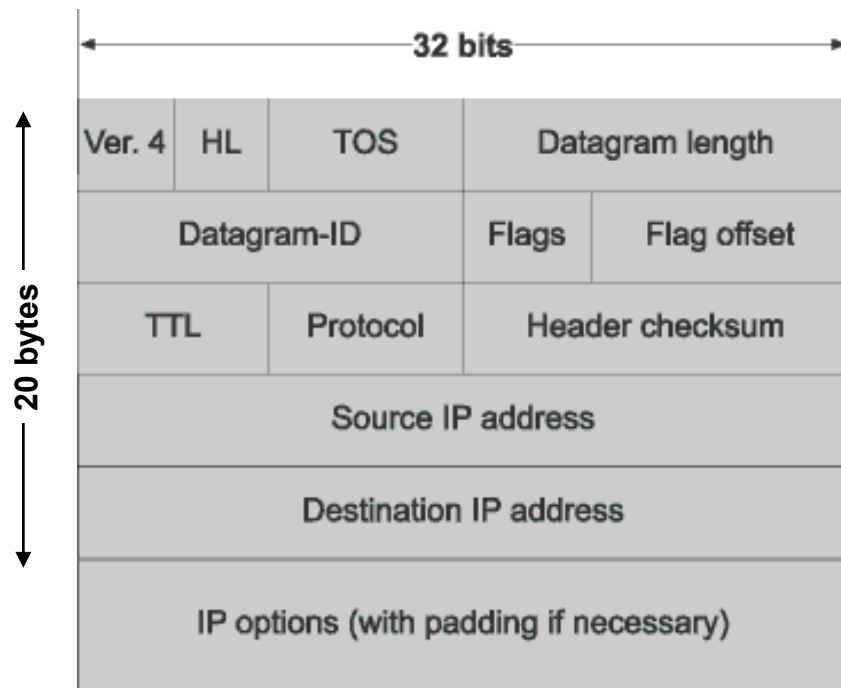 32 bits
Ver. 4 HL TOS Datagram length
Datagram-ID Flags Flag offset
TTL Protocol Header checksum
20 bytes
Source IP address
Destination IP address
IP options (with padding if necessary)